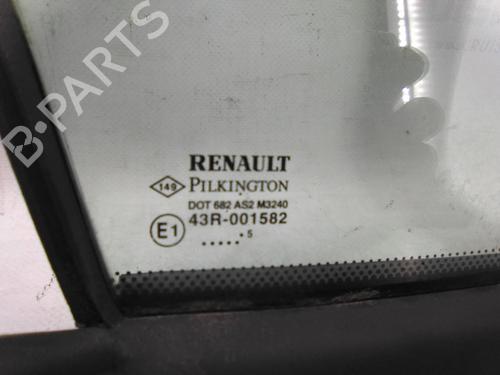 RENAULT
149 PILKINGTON
DOT 682 AS2 M3240
E1 43R-001582
..... . 5
B-PARTS